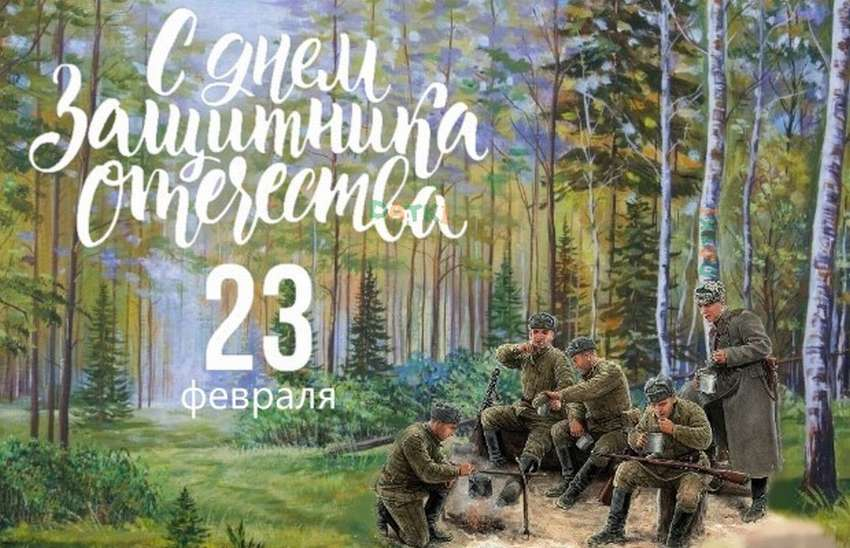 С днем
Защитника
Отечества
23
февраля